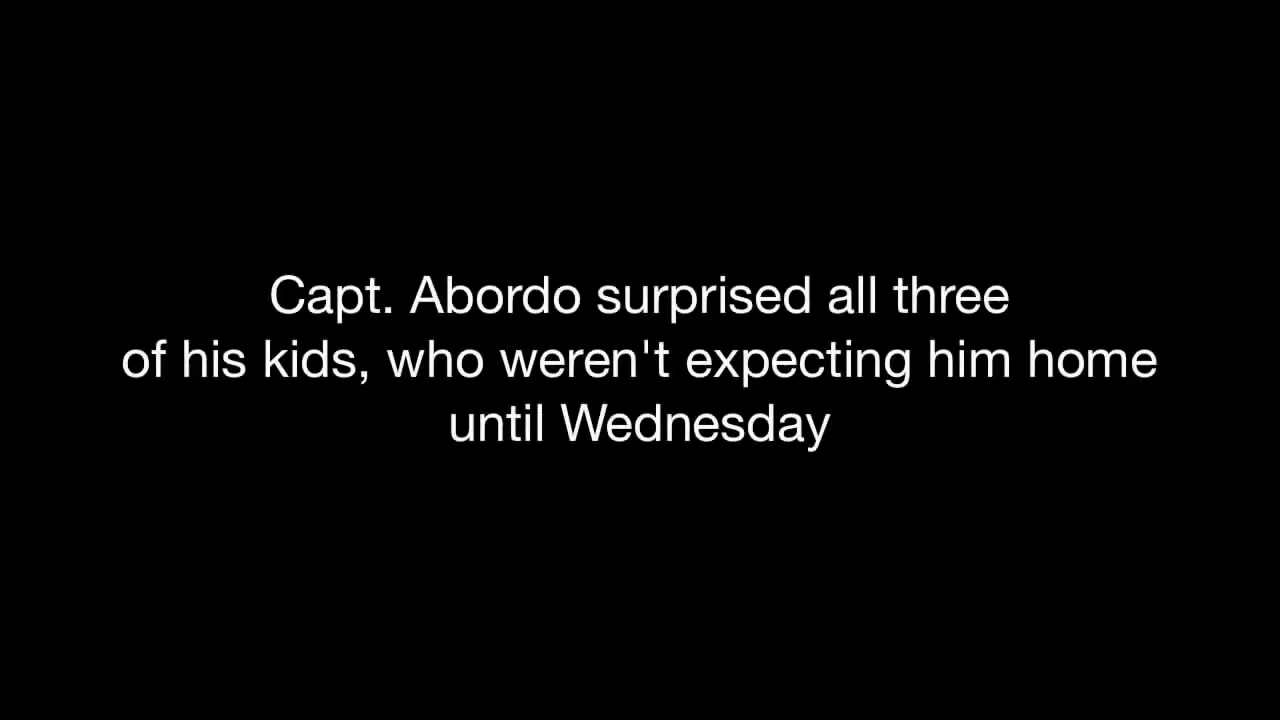 Capt. Abordo surprised all three
of his kids, who weren't expecting him home
until Wednesday